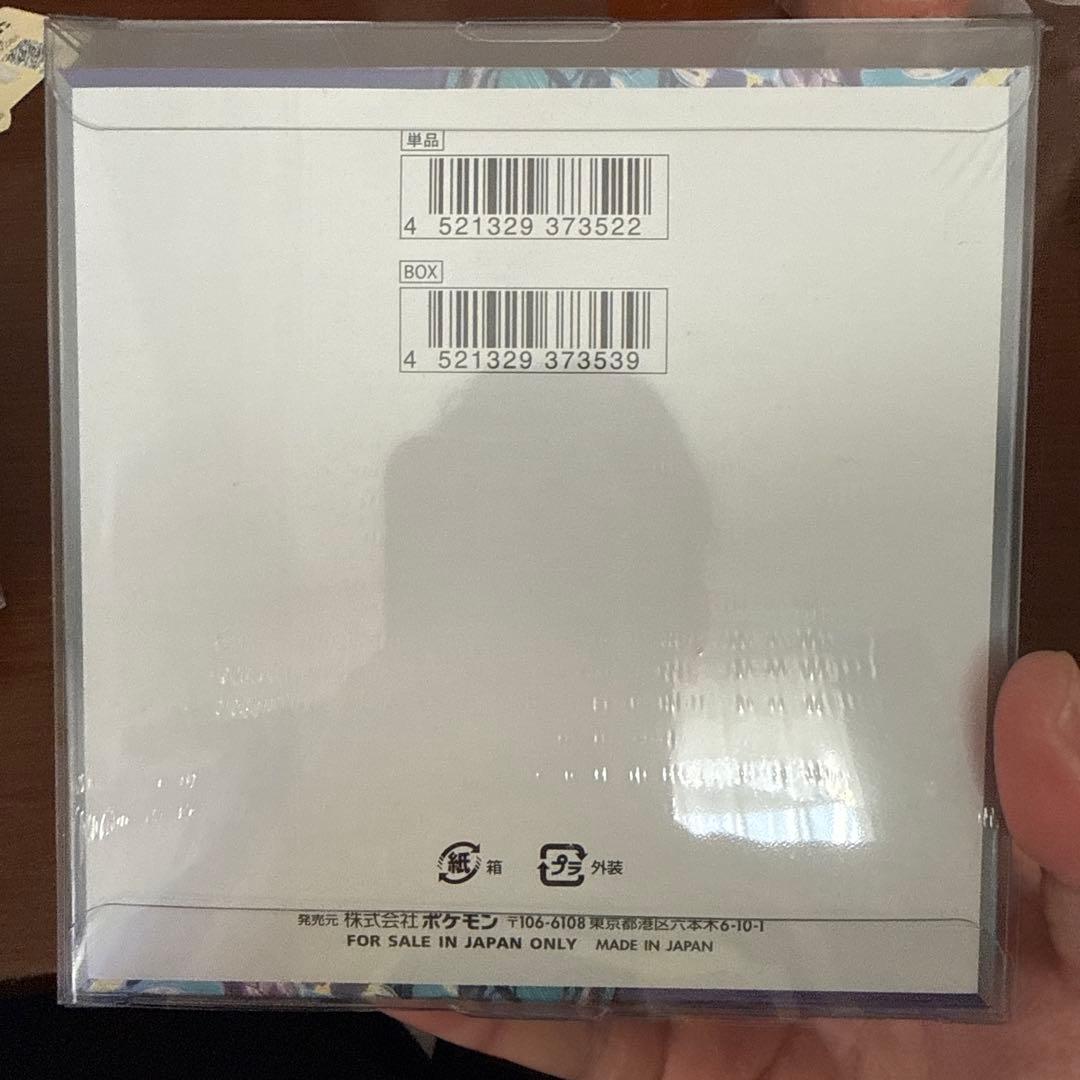 単品
4 521329 373522
BOX
4 521329 373539
紙 箱 プラ 外装
発売元 株式会社ポケモン 〒106-6108 東京都港区六本木6-10-1
FOR SALE IN JAPAN ONLY MADE IN JAPAN